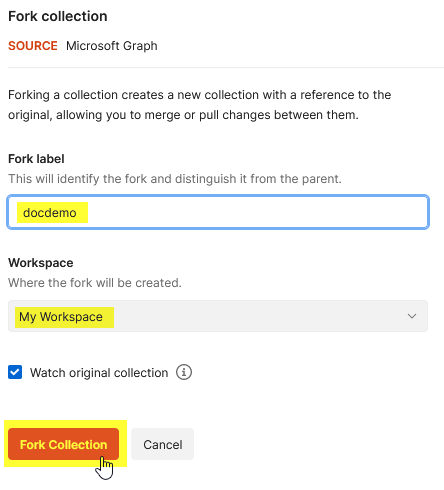 Fork collection
SOURCE Microsoft Graph
Forking a collection creates a new collection with a reference to the
original, allowing you to merge or pull changes between them.
Fork label
This will identify the fork and distinguish it from the parent.
docdemo
Workspace
Where the fork will be created.
My Workspace
Watch original collection
Fork Collection Cancel